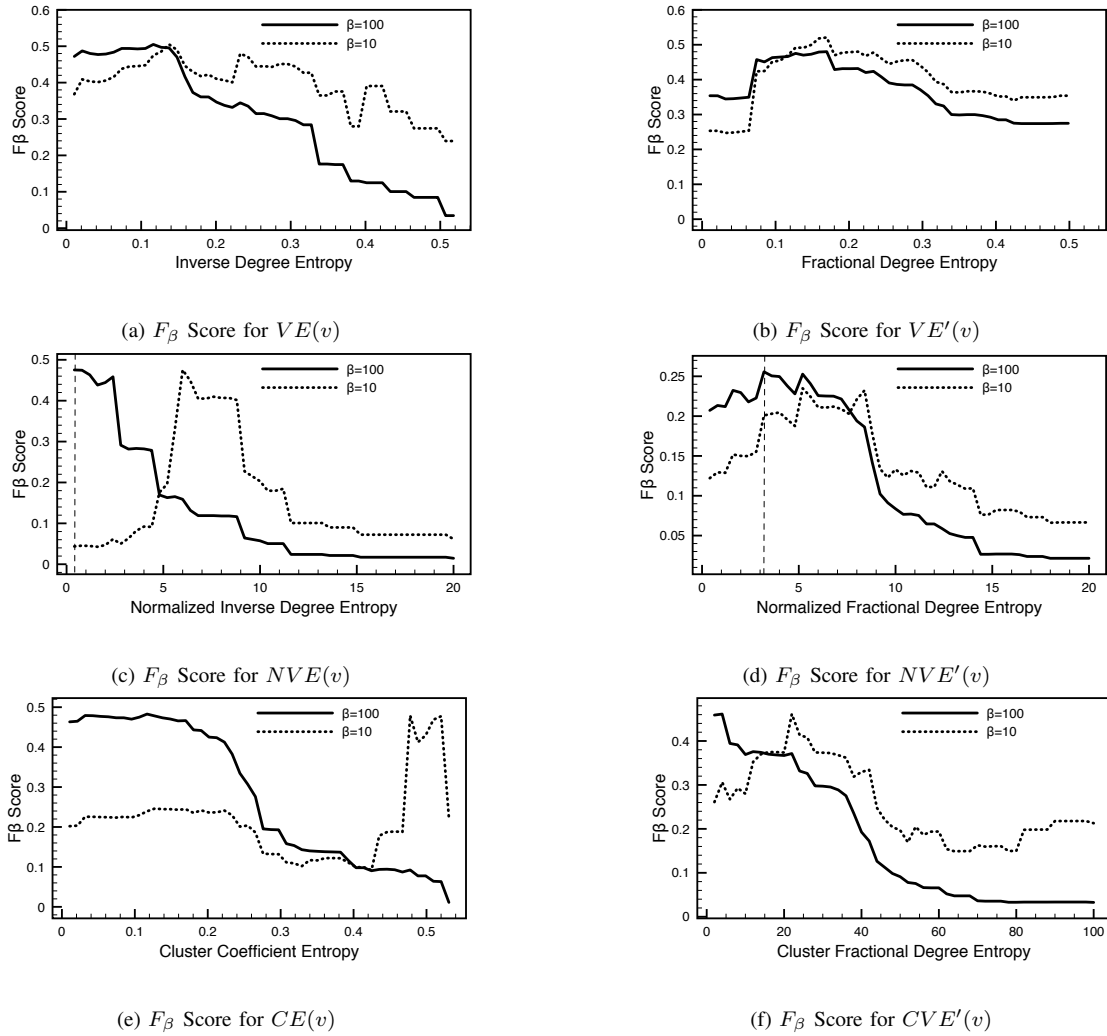 0.6
0.5
0.4
0.3
0.2
0.1
0
Fβ Score
β=100
β=10
0 0.1 0.2 0.3 0.4 0.5
Inverse Degree Entropy
(a) Fβ Score for VE(v)
0.6
0.5
0.4
0.3
0.2
0.1
0
Fβ Score
β=100
β=10
0 0.1 0.2 0.3 0.4 0.5
Fractional Degree Entropy
(b) Fβ Score for VE′(v)
0.5
0.4
0.3
0.2
0.1
0
Fβ Score
β=100
β=10
0 5 10 15 20
Normalized Inverse Degree Entropy
(c) Fβ Score for NVE(v)
0.25
0.2
0.15
0.1
0.05
Fβ Score
β=100
β=10
0 5 10 15 20
Normalized Fractional Degree Entropy
(d) Fβ Score for NVE′(v)
0.5
0.4
0.3
0.2
0.1
0
Fβ Score
β=100
β=10
0 0.1 0.2 0.3 0.4 0.5
Cluster Coefficient Entropy
(e) Fβ Score for CE(v)
0.4
0.3
0.2
0.1
0
Fβ Score
β=100
β=10
0 20 40 60 80 100
Cluster Fractional Degree Entropy
(f) Fβ Score for CVE′(v)